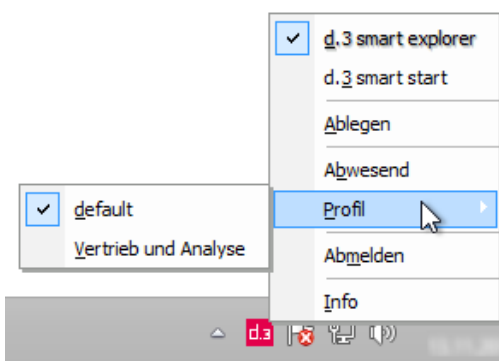 d.3 smart explorer
d.3 smart start
Ablegen
Abwesend
Profil
default
Vertrieb und Analyse
Abmelden
Info
d.3